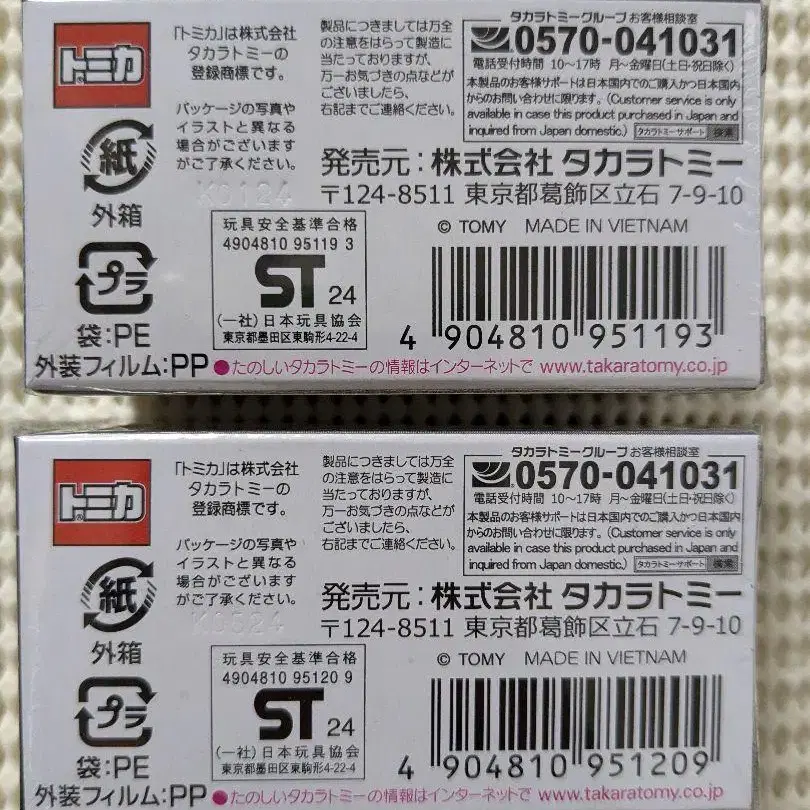 トミカ
「トミカ」は株式会社
タカラトミーの
登録商標です。
パッケージの写真や
イラストと異なる
場合がございます
がご了承ください。
K0124
製品につきましては万全
の注意をはらって製造に
当たっておりますが、
万一お気づきの点などが
ございましたら、
右記までご連絡ください。
タカラトミーグループ お客様相談室
0570-041031
電話受付時間 10〜17時 月〜金曜日(土日・祝日除く)
本製品のお客様サポートは日本国内でのご購入かつ日本国内
からのお問い合わせに限ります。(Customer service is only
available in case this product purchased in Japan and
inquired from Japan domestic.) タカラトミーサポート 検索
発売元:株式会社 タカラトミー
〒124-8511 東京都葛飾区立石 7-9-10
© TOMY MADE IN VIETNAM
紙
外箱
プラ
袋:PE
外装フィルム:PP
玩具安全基準合格
4904810 95119 3
ST 24
(一社)日本玩具協会
東京都墨田区東駒形4-22-4
4 904810 951193
●たのしいタカラトミーの情報はインターネットで www.takaratomy.co.jp
トミカ
「トミカ」は株式会社
タカラトミーの
登録商標です。
パッケージの写真や
イラストと異なる
場合がございます
がご了承ください。
K0524
製品につきましては万全
の注意をはらって製造に
当たっておりますが、
万一お気づきの点などが
ございましたら、
右記までご連絡ください。
タカラトミーグループ お客様相談室
0570-041031
電話受付時間 10〜17時 月〜金曜日(土日・祝日除く)
本製品のお客様サポートは日本国内でのご購入かつ日本国内
からのお問い合わせに限ります。(Customer service is only
available in case this product purchased in Japan and
inquired from Japan domestic.) タカラトミーサポート 検索
発売元:株式会社 タカラトミー
〒124-8511 東京都葛飾区立石 7-9-10
© TOMY MADE IN VIETNAM
紙
外箱
プラ
袋:PE
外装フィルム:PP
玩具安全基準合格
4904810 95120 9
ST 24
(一社)日本玩具協会
東京都墨田区東駒形4-22-4
4 904810 951209
●たのしいタカラトミーの情報はインターネットで www.takaratomy.co.jp